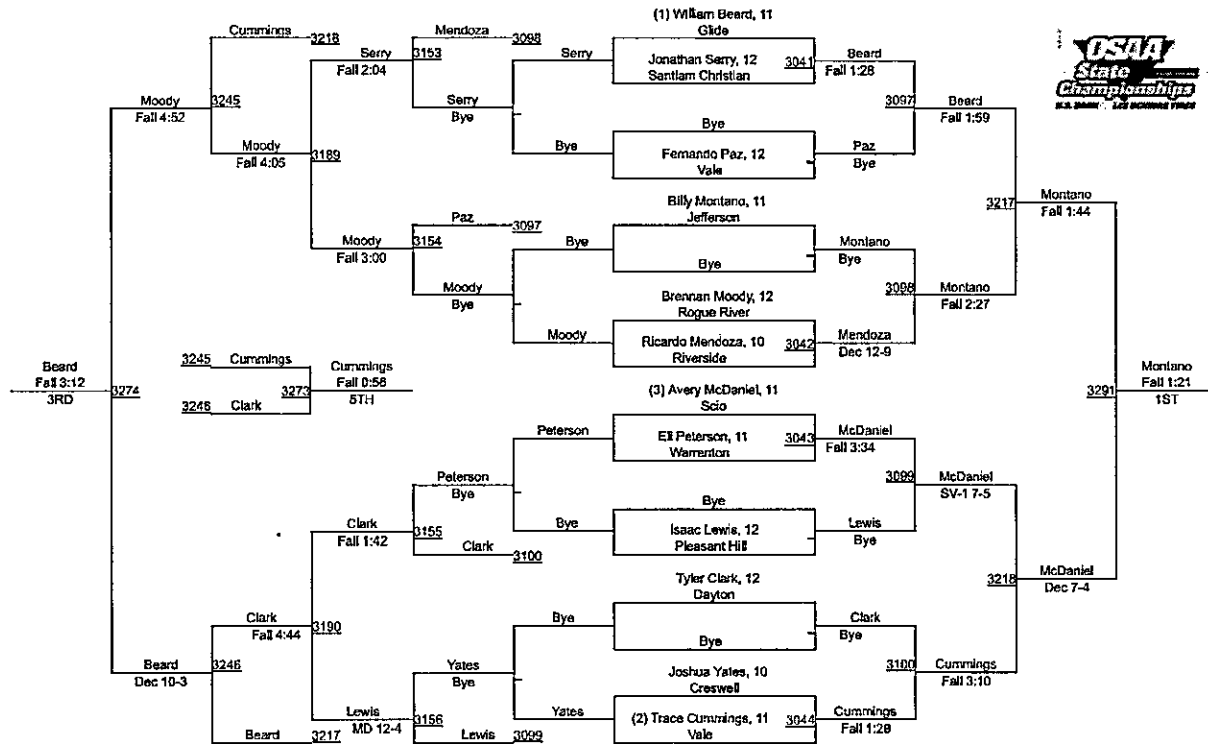 (1) William Beard, 11
Glide
OSAA
State
Championships
Cummings
3218
Serry
Fall 2:04
Mendoza
3098
3153
Serry
Jonathan Serry, 12
Santiam Christian
3041
Beard
Fall 1:28
Moody
Fall 4:52
3245
Serry
Bye
3097
Beard
Fall 1:59
Moody
Fall 4:05
3189
Bye
Bye
Fernando Paz, 12
Vale
Paz
Bye
Billy Montano, 11
Jefferson
3217
Montano
Fall 1:44
Paz
3097
Moody
Fall 3:00
3154
Bye
Bye
Montano
Bye
Moody
Bye
3098
Montano
Fall 2:27
Brennan Moody, 12
Rogue River
Moody
Ricardo Mendoza, 10
Riverside
3042
Mendoza
Dec 12-9
Beard
Fall 3:12
3RD
3274
3245
Cummings
3273
Cummings
Fall 0:56
5TH
3246
Clark
(3) Avery McDaniel, 11
Scio
3291
Montano
Fall 1:21
1ST
Peterson
Eli Peterson, 11
Warrenton
3043
McDaniel
Fall 3:34
Peterson
Bye
3099
McDaniel
SV-1 7-5
Bye
Bye
Isaac Lewis, 12
Pleasant Hill
Lewis
Bye
Clark
Fall 1:42
3155
Clark
3100
Tyler Clark, 12
Dayton
3218
McDaniel
Dec 7-4
Clark
Fall 4:44
3190
Bye
Bye
Clark
Bye
Beard
Dec 10-3
3246
Yates
Bye
Joshua Yates, 10
Creswell
3100
Cummings
Fall 3:10
Lewis
MD 12-4
3156
Yates
(2) Trace Cummings, 11
Vale
3044
Cummings
Fall 1:28
Beard
3217
Lewis
3099